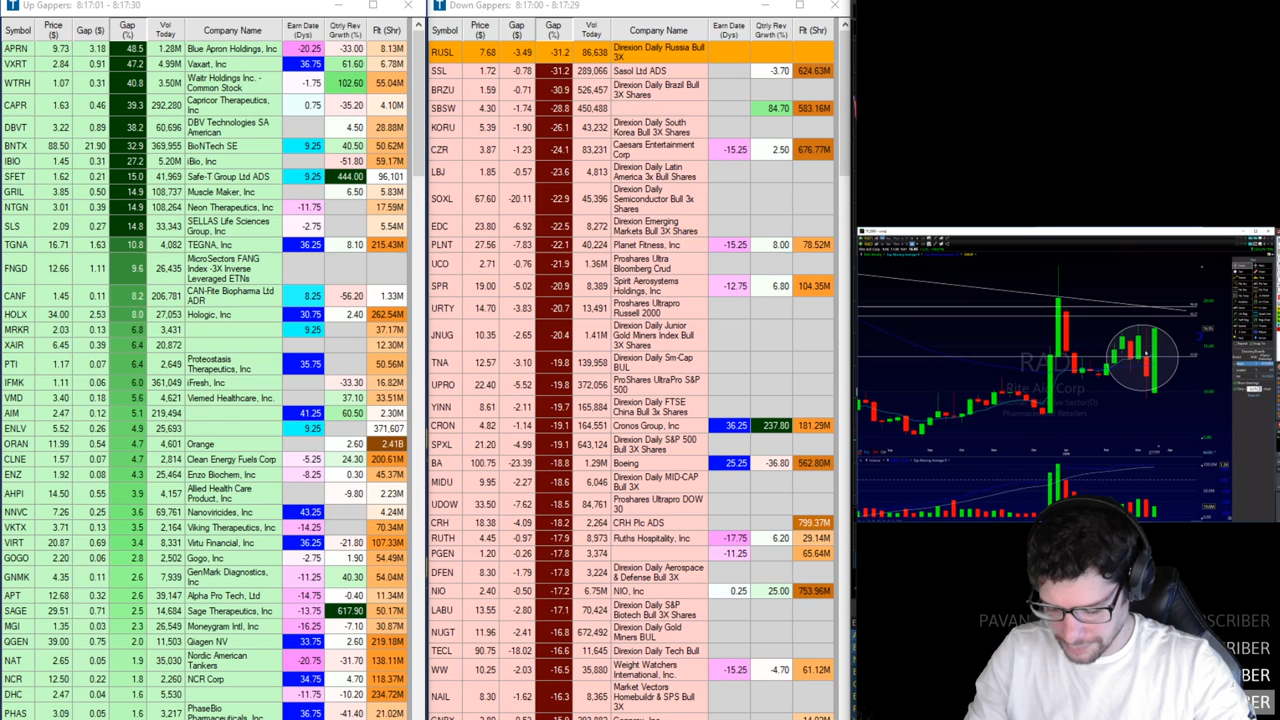 Up Gappers: 8:17:01 - 8:17:30
Symbol Price ($) Gap ($) Gap (%) Vol Today Company Name Earn Date (Dys) Qtrly Rev Grwth (%) Flt (Shr)
APRN 9.73 3.18 48.5 1.28M Blue Apron Holdings, Inc -20.25 -33.00 8.13M
VXRT 2.84 0.91 47.2 4.99M Vaxart, Inc 36.75 61.60 6.78M
WTRH 1.07 0.31 40.8 3.50M Waitr Holdings Inc. - Common Stock -1.75 102.60 55.04M
CAPR 1.63 0.46 39.3 292,280 Capricor Therapeutics, Inc 0.75 -35.20 4.10M
DBVT 3.22 0.89 38.2 60,696 DBV Technologies SA American 4.50 28.88M
BNTX 88.50 21.90 32.9 369,955 BioNTech SE 9.25 40.50 50.62M
IBIO 1.45 0.31 27.2 5.20M iBio, Inc -51.80 59.17M
SFET 1.62 0.21 15.0 41,969 Safe-T Group Ltd ADS 9.25 444.00 96,101
GRIL 3.85 0.50 14.9 108,737 Muscle Maker, Inc 6.50 5.83M
NTGN 3.01 0.39 14.9 108,264 Neon Therapeutics, Inc -11.75 17.59M
SLS 2.09 0.27 14.8 33,343 SELLAS Life Sciences Group, Inc -2.75 5.54M
TGNA 16.71 1.63 10.8 1,032 TEGNA, Inc 36.25 8.10 215.43M
FNGD 12.66 1.11 9.6 26,435 MicroSectors FANG Index -3X Inverse Leveraged ETNs
CANF 1.45 0.11 8.2 206,781 CAN-Fite Biopharma Ltd ADR 8.25 -56.20 1.33M
HOLX 34.00 2.53 8.0 27,053 Hologic, Inc 30.75 2.40 262.54M
MRKR 2.03 0.13 6.8 3,431 9.25 37.17M
XAIR 6.45 0.39 6.4 20,872 12.30M
PTI 1.17 0.07 6.4 2,649 Proteostasis Therapeutics, Inc 35.75 50.56M
IFMK 1.11 0.06 6.0 361,049 iFresh, Inc -33.30 16.82M
VMD 3.40 0.18 5.6 Viemed Healthcare, Inc. 37.10 33.51M
AIM 2.47 0.12 5.1 219,494 41.25 60.50 2.30M
ENLV 5.52 0.26 4.9 9.25 371,607
ORAN 11.99 0.54 4.7 4,601 Orange 2.60 2.41B
CLNE 1.57 0.07 4.7 2,814 Clean Energy Fuels Corp -5.25 24.30 200.61M
ENZ 1.92 0.08 4.3 25,464 Enzo Biochem, Inc -8.25 0.30 45.37M
AHPI 14.50 0.55 3.9 4,157 Allied Health Care Product, Inc -9.80 2.23M
NNVC 7.25 0.26 3.6 69,761 Nanoviricides, Inc 43.25 4.24M
VKTX 3.71 0.13 3.5 2,164 Viking Therapeutics, Inc -14.25 70.34M
VIRT 20.87 0.69 3.4 8,331 Virtu Financial, Inc 36.25 -21.80 107.33M
GOGO 2.20 0.06 2.8 2,502 Gogo, Inc -2.75 1.90 54.49M
GNMK 4.35 0.11 2.6 7,939 GenMark Diagnostics, Inc -11.25 40.30 54.04M
APT 12.68 0.32 2.6 39,147 Alpha Pro Tech, Ltd -14.75 -0.40 11.34M
SAGE 29.51 0.71 2.5 14,684 Sage Therapeutics, Inc -13.75 617.90 50.17M
MGI 1.35 0.03 2.3 26,549 Moneygram Intl, Inc -16.25 -7.10 30.87M
QGEN 39.00 0.75 2.0 11,503 Qiagen NV 33.75 2.60 219.18M
NAT 2.65 0.05 1.9 35,030 Nordic American Tankers -20.75 -31.70 138.11M
NCR 2.50 0.22 1.8 1,260 NCR Corp 34.75 4.70 118.37M
DHC 2.47 0.04 1.6 5,530 -11.75 -10.20 234.72M
PHAS 3.09 0.05 1.6 1,217 PhaseBio Pharmaceuticals, Inc 36.75 -41.40 21.02M
Down Gappers: 8:17:00 - 8:17:29
Symbol Price ($) Gap ($) Gap (%) Vol Today Company Name Earn Date (Dys) Qtrly Rev Grwth (%) Flt (Shr)
RUSL 7.68 -3.49 -31.2 86,638 Direxion Daily Russia Bull 3X
SSL 1.72 -0.78 -31.2 289,066 Sasol Ltd ADS -3.70 624.63M
BRZU 1.59 -0.71 -30.9 526,457 Direxion Daily Brazil Bull 3X Shares
SBSW 4.30 -1.74 -28.8 450,488 84.70 583.16M
KORU 5.39 -1.90 -26.1 43,232 Direxion Daily South Korea Bull 3X Shares
CZR 3.87 -1.23 -24.1 83,231 Caesars Entertainment Corp -15.25 2.50 676.77M
LBJ 1.85 -0.57 -23.6 4,813 Direxion Daily Latin America 3x Bull Shares
SOXL 67.60 -20.11 -22.9 45,396 Direxion Daily Semiconductor Bull 3x Shares
EDC 23.80 -6.92 -22.5 8,272 Direxion Emerging Markets Bull 3X Shares
PLNT 27.59 -7.83 -22.1 40,224 Planet Fitness, Inc -15.25 8.00 78.52M
UCO 2.71 -0.76 -21.9 1.36M Proshares Ultra Bloomberg Crud
SPR 19.00 -5.02 -20.9 8,389 Spirit Aerosystems Holdings, Inc -12.75 6.80 104.35M
URTY 14.70 -3.83 -20.7 Proshares Ultrapro Russell 2000
JNUG 10.35 -2.65 -20.4 1.41M Direxion Daily Junior Gold Miners Index Bull 3X
TNA 12.57 -3.10 -19.8 139,958 Direxion Daily Sm-Cap BUL
UPRO 22.40 -5.52 -19.8 372,056 ProShares UltraPro S&P 500
YINN 8.61 -2.11 -19.7 165,884 Direxion Daily FTSE China Bull 3x Shares
CRON 4.82 -1.14 -19.1 164,551 Cronos Group, Inc 36.25 237.80 181.29M
SPXL 21.20 -4.99 -19.1 643,124 Direxion Daily S&P 500 Bull 3X
BA 100.75 -23.39 -18.8 1.29M Boeing 25.25 -36.80 562.80M
MIDU 9.95 -2.27 -18.6 6,046 Direxion Daily MID-CAP Bull 3X
UDOW 33.50 -7.62 -18.5 84,761 Proshares Ultrapro DOW 30
CRH 18.38 -4.09 -18.2 2,264 CRH Plc ADS 799.37M
RUTH 4.45 -0.97 -17.9 8,973 Ruths Hospitality, Inc -17.75 6.20 29.14M
PGEN 1.20 -0.26 -17.8 3,374 -11.25 65.64M
DFEN 8.30 -1.79 -17.8 3,224 Direxion Daily Aerospace & Defense Bull 3X
NIO 2.40 -0.50 -17.2 6.75M NIO, Inc 0.25 25.00 753.96M
LABU 13.55 -2.80 -17.1 70,424 Direxion Daily S&P Biotech Bull 3X Shares
NUGT 11.96 -2.41 -16.8 672,492 Direxion Daily Gold Miners BUL
TECL 90.75 -18.02 -16.6 11,645 Direxion Daily Tech Bull
WW 10.25 -2.03 -16.5 35,880 Weight Watchers International, Inc. -15.25 -4.70 61.12M
NAIL 8.30 -1.62 -16.3 3,365 Market Vectors Homebuildr & SPS Bull 3X
RAD
Rite Aid Corp
Pharmaceutical Retailers
PAVAN
SUBSCRIBER
BER
BER
BER